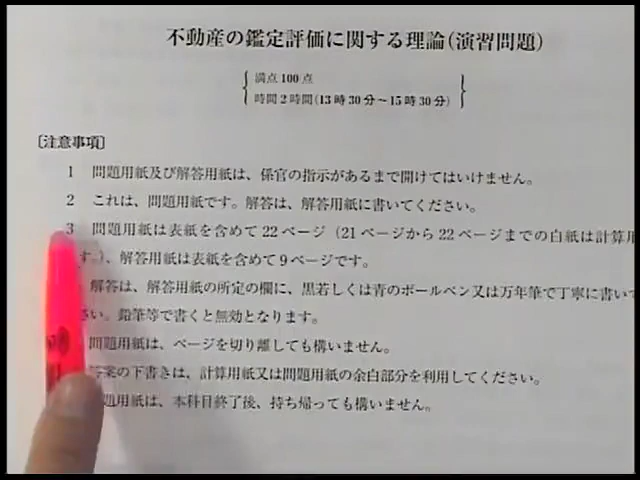 不動産の鑑定評価に関する理論(演習問題)
満点 100 点
時間 2 時間(13 時 30 分～15 時 30 分)
〔注意事項〕
1 問題用紙及び解答用紙は、係官の指示があるまで開けてはいけません。
2 これは、問題用紙です。解答は、解答用紙に書いてください。
3 問題用紙は表紙を含めて 22 ページ（21 ページから 22 ページまでの白紙は計算用
す。）、解答用紙は表紙を含めて 9 ページです。
解答は、解答用紙の所定の欄に、黒若しくは青のボールペン又は万年筆で丁寧に書いて
さい。鉛筆等で書くと無効となります。
問題用紙は、ページを切り離しても構いません。
答案の下書きは、計算用紙又は問題用紙の余白部分を利用してください。
題用紙は、本科目終了後、持ち帰っても構いません。